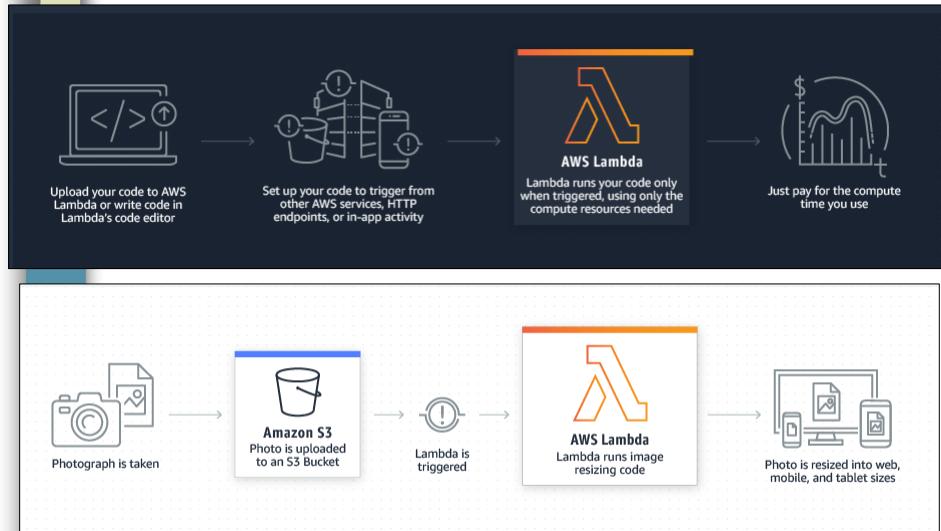 </>
$
t
Upload your code to AWS
Lambda or write code in
Lambda's code editor
Set up your code to trigger from
other AWS services, HTTP
endpoints, or in-app activity
AWS Lambda
Lambda runs your code only
when triggered, using only the
compute resources needed
Just pay for the compute
time you use
Photograph is taken
Amazon S3
Photo is uploaded
to an S3 Bucket
Lambda is
triggered
AWS Lambda
Lambda runs image
resizing code
Photo is resized into web,
mobile, and tablet sizes